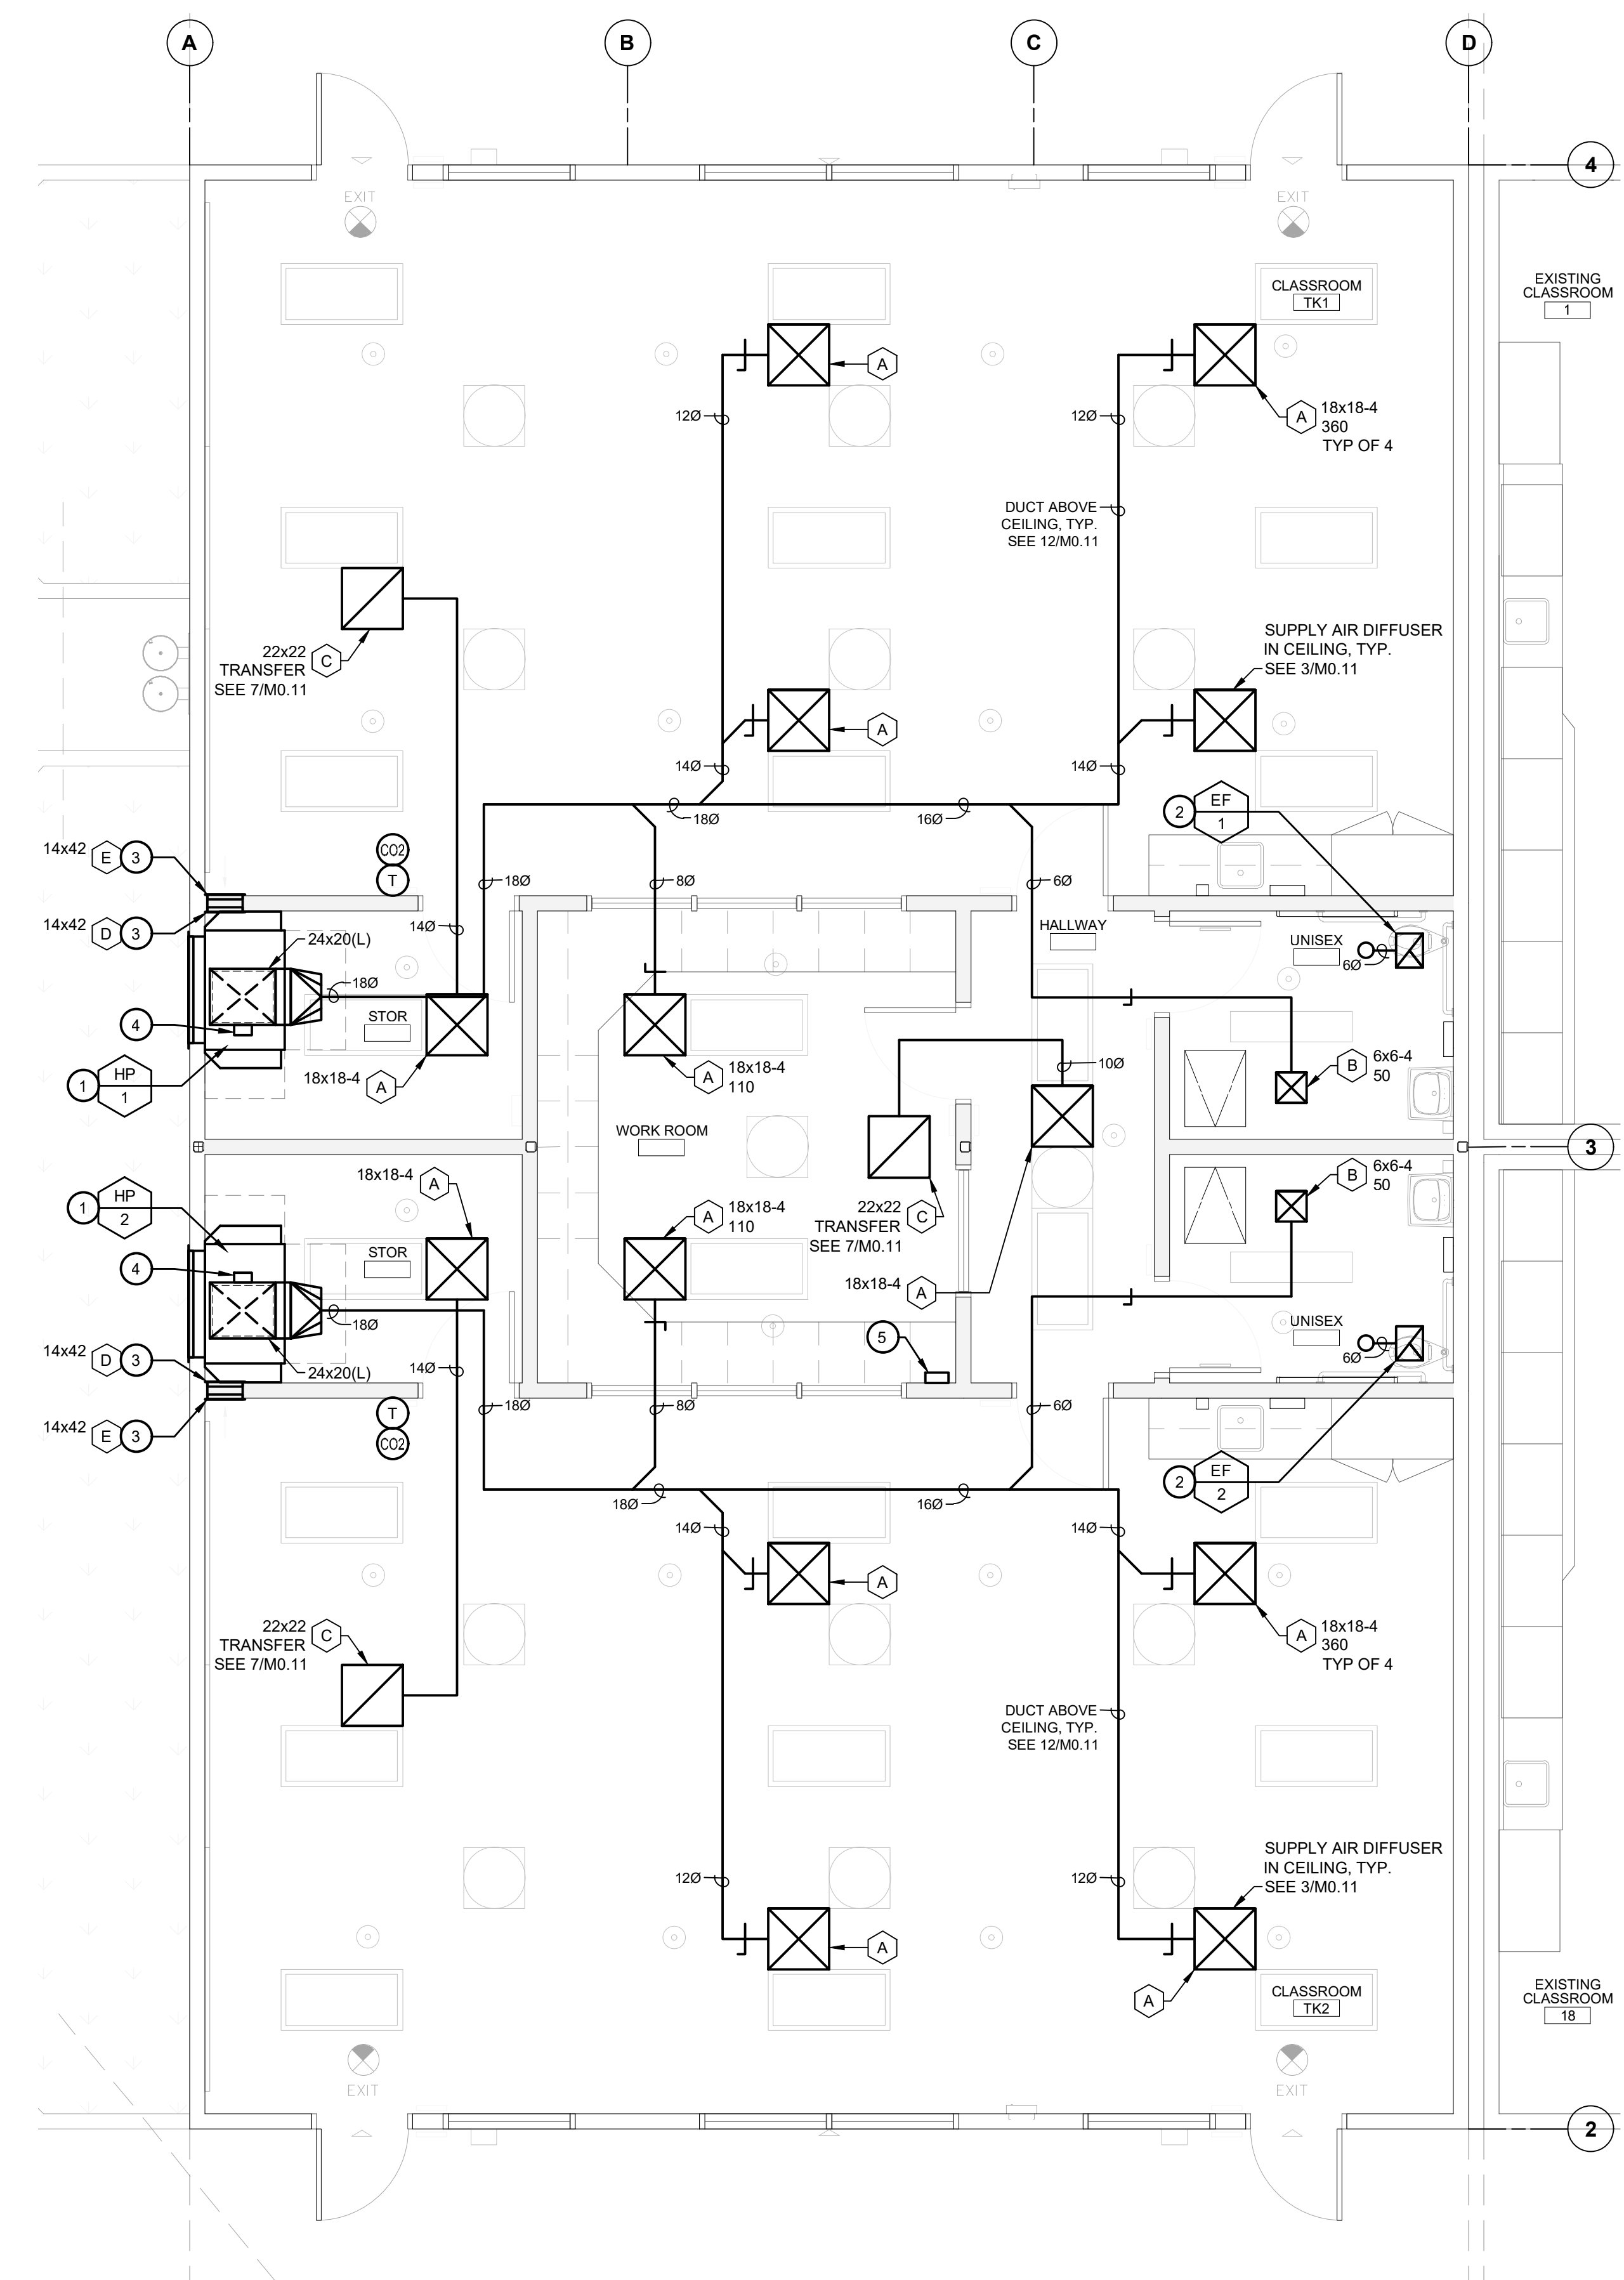 A
B
C
D
4
EXIT
EXIT
CLASSROOM
TK1
EXISTING
CLASSROOM
1
A
12Ø
12Ø
A
18x18-4
360
TYP OF 4
DUCT ABOVE
CEILING, TYP.
SEE 12/M0.11
SUPPLY AIR DIFFUSER
IN CEILING, TYP.
SEE 3/M0.11
22x22
TRANSFER
SEE 7/M0.11
C
A
14Ø
14Ø
18Ø
16Ø
2
EF
1
14x42
E
3
CO2
T
18Ø
8Ø
6Ø
14x42
D
3
14Ø
24x20(L)
HALLWAY
UNISEX
6Ø
18Ø
4
STOR
1
HP
1
18x18-4
A
A
18x18-4
110
10Ø
B
6x6-4
50
WORK ROOM
3
18x18-4
A
B
6x6-4
50
1
HP
2
A
18x18-4
110
22x22
TRANSFER
SEE 7/M0.11
C
4
STOR
18x18-4
A
18Ø
5
UNISEX
6Ø
14x42
D
3
24x20(L)
14Ø
18Ø
8Ø
6Ø
14x42
E
3
T
CO2
2
EF
2
18Ø
16Ø
14Ø
14Ø
A
22x22
TRANSFER
SEE 7/M0.11
C
A
18x18-4
360
TYP OF 4
DUCT ABOVE
CEILING, TYP.
SEE 12/M0.11
SUPPLY AIR DIFFUSER
IN CEILING, TYP.
SEE 3/M0.11
12Ø
12Ø
A
A
CLASSROOM
TK2
EXISTING
CLASSROOM
18
EXIT
EXIT
2